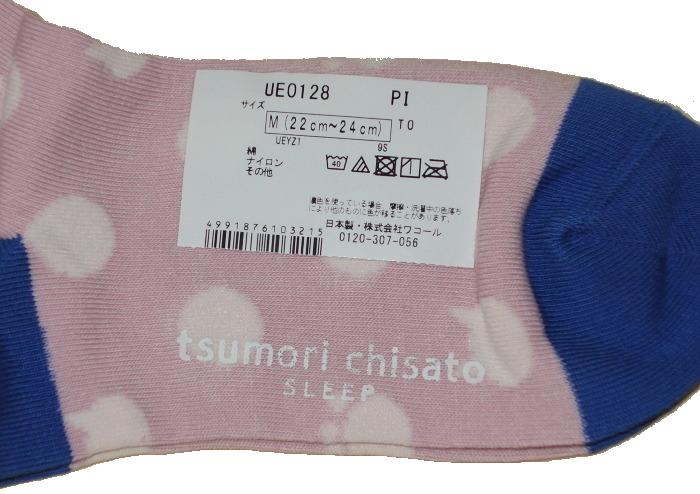 UE0128 PI
サイズ
M(22cm~24cm) TO
UEYZ1 9S
綿
ナイロン
その他
40
濃色を使っている場合、摩擦・洗濯中の色落ち
により他のものに色が移ることがあります。
日本製・株式会社ワコール
4991876103215
0120-307-056
tsumori chisato
SLEEP